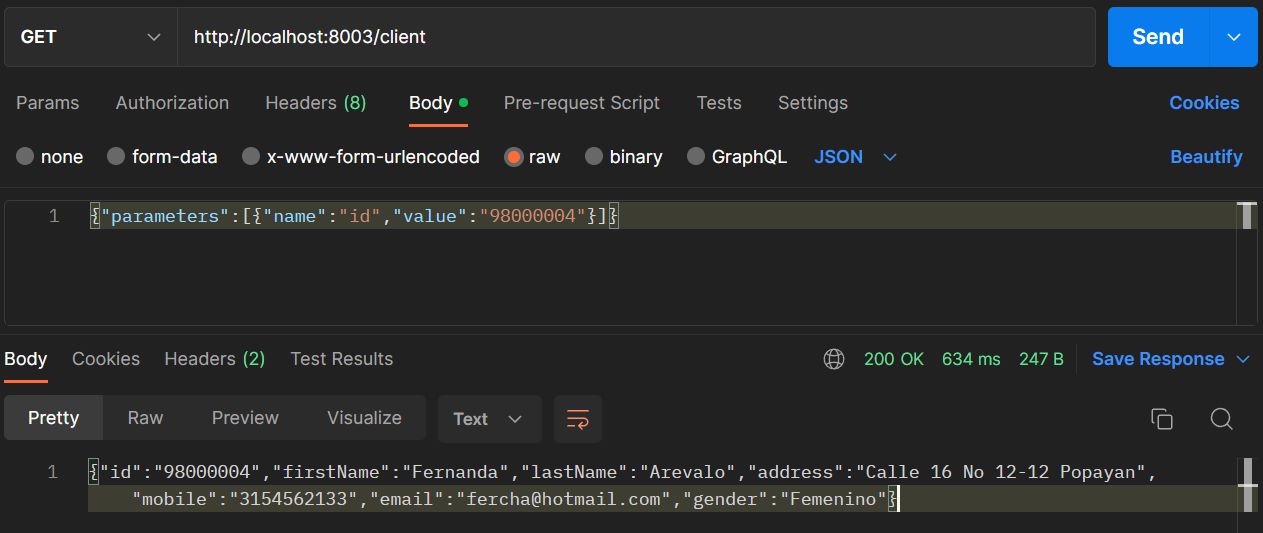 GET http://localhost:8003/client Send
Params Authorization Headers (8) Body Pre-request Script Tests Settings Cookies
none form-data x-www-form-urlencoded raw binary GraphQL JSON Beautify
1 {"parameters":[{"name":"id","value":"98000004"}]}
Body Cookies Headers (2) Test Results 200 OK 634 ms 247 B Save Response
Pretty Raw Preview Visualize Text
1 {"id":"98000004","firstName":"Fernanda","lastName":"Arevalo","address":"Calle 16 No 12-12 Popayan",
"mobile":"3154562133","email":"fercha@hotmail.com","gender":"Femenino"}